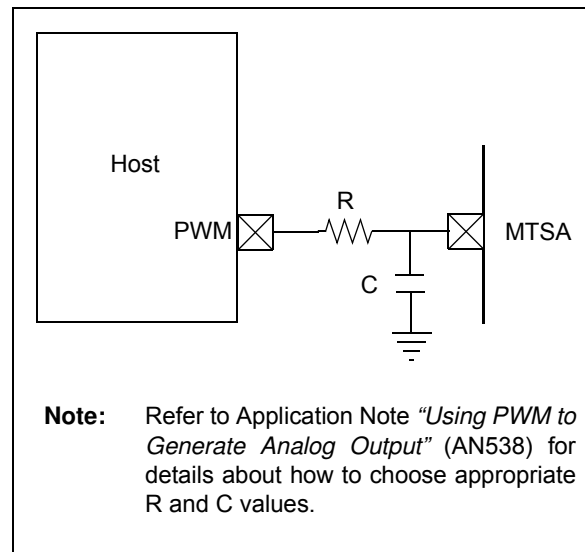 Host
R
PWM
MTSA
C
Note: Refer to Application Note “Using PWM to
Generate Analog Output” (AN538) for
details about how to choose appropriate
R and C values.